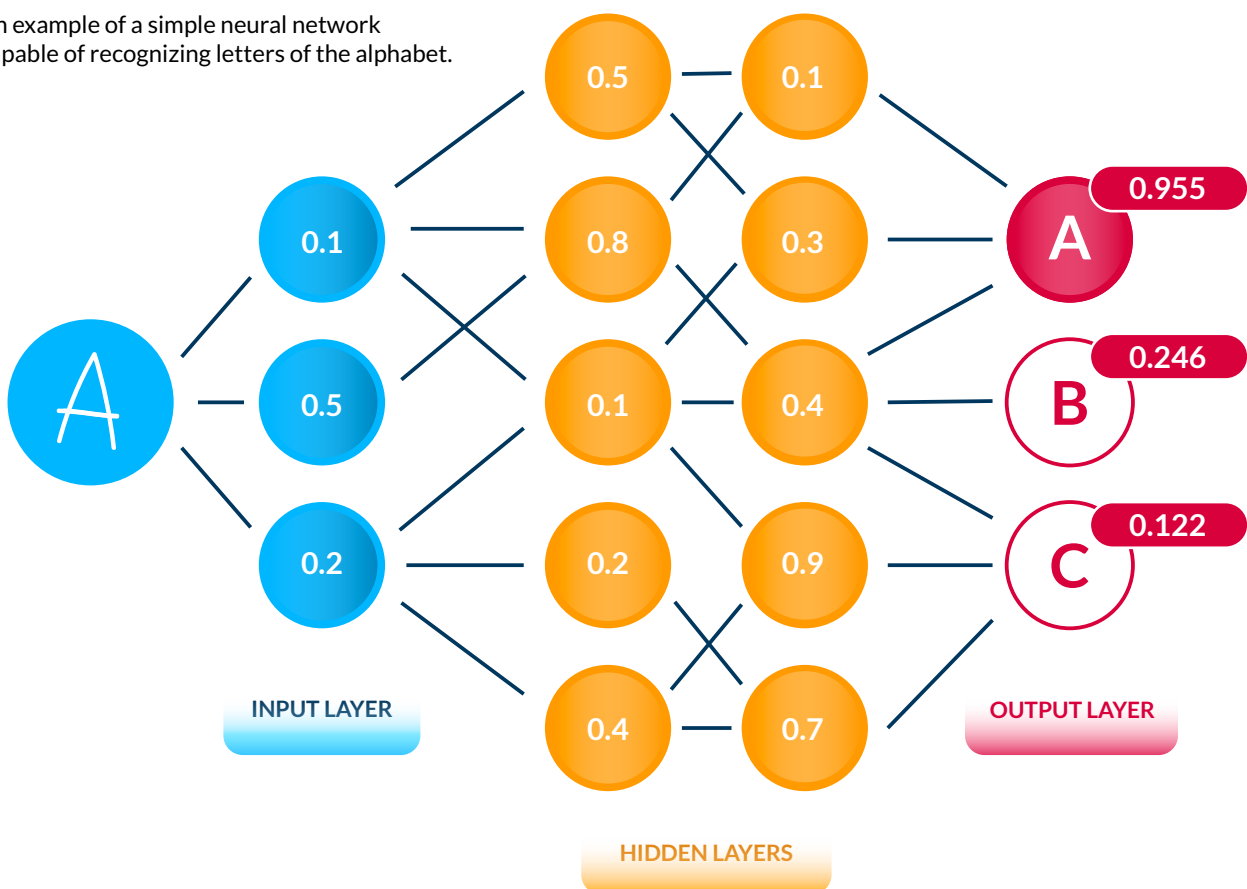 n example of a simple neural network
pable of recognizing letters of the alphabet.
0.5 0.1
0.955
0.1 0.8 0.3 A
0.246
A 0.5 0.1 0.4 B
0.122
0.2 0.2 0.9 C
INPUT LAYER OUTPUT LAYER
0.4 0.7
HIDDEN LAYERS